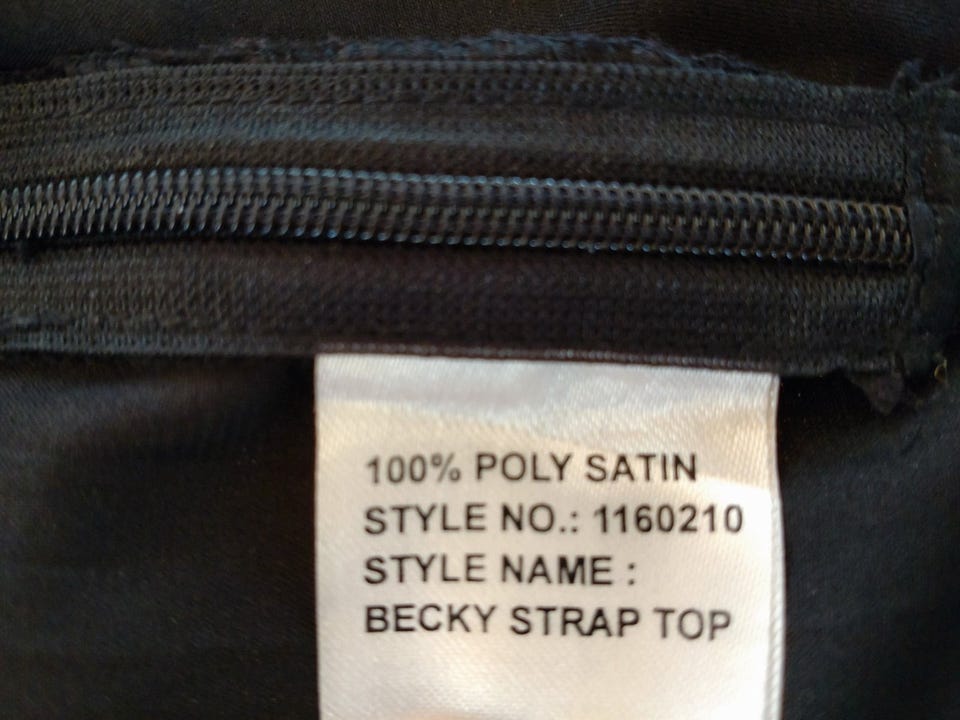 100% POLY SATIN
STYLE NO.: 1160210
STYLE NAME :
BECKY STRAP TOP